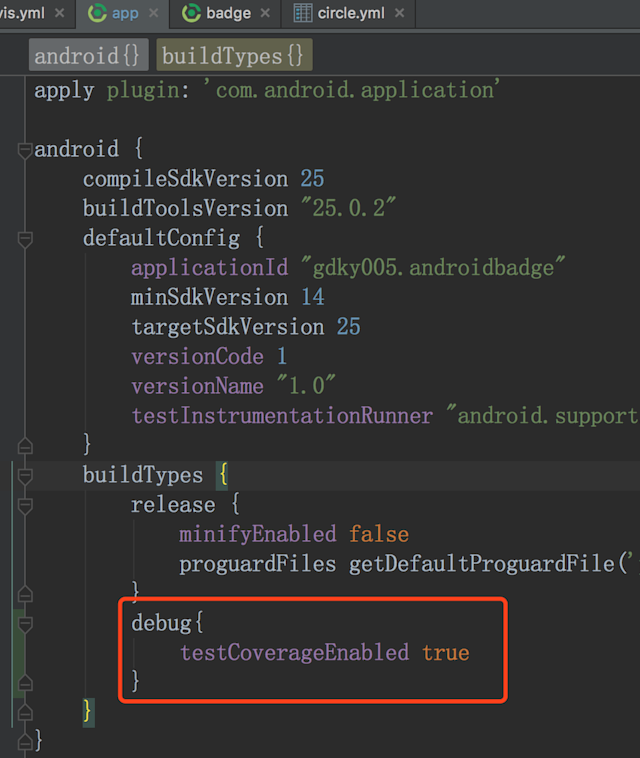 vis.yml × app × badge × circle.yml ×
android{} buildTypes{}
apply plugin: 'com.android.application'
android {
compileSdkVersion 25
buildToolsVersion "25.0.2"
defaultConfig {
applicationId "gdky005.androidbadge"
minSdkVersion 14
targetSdkVersion 25
versionCode 1
versionName "1.0"
testInstrumentationRunner "android.support
}
buildTypes {
release {
minifyEnabled false
proguardFiles getDefaultProguardFile('
}
debug{
testCoverageEnabled true
}
}
}